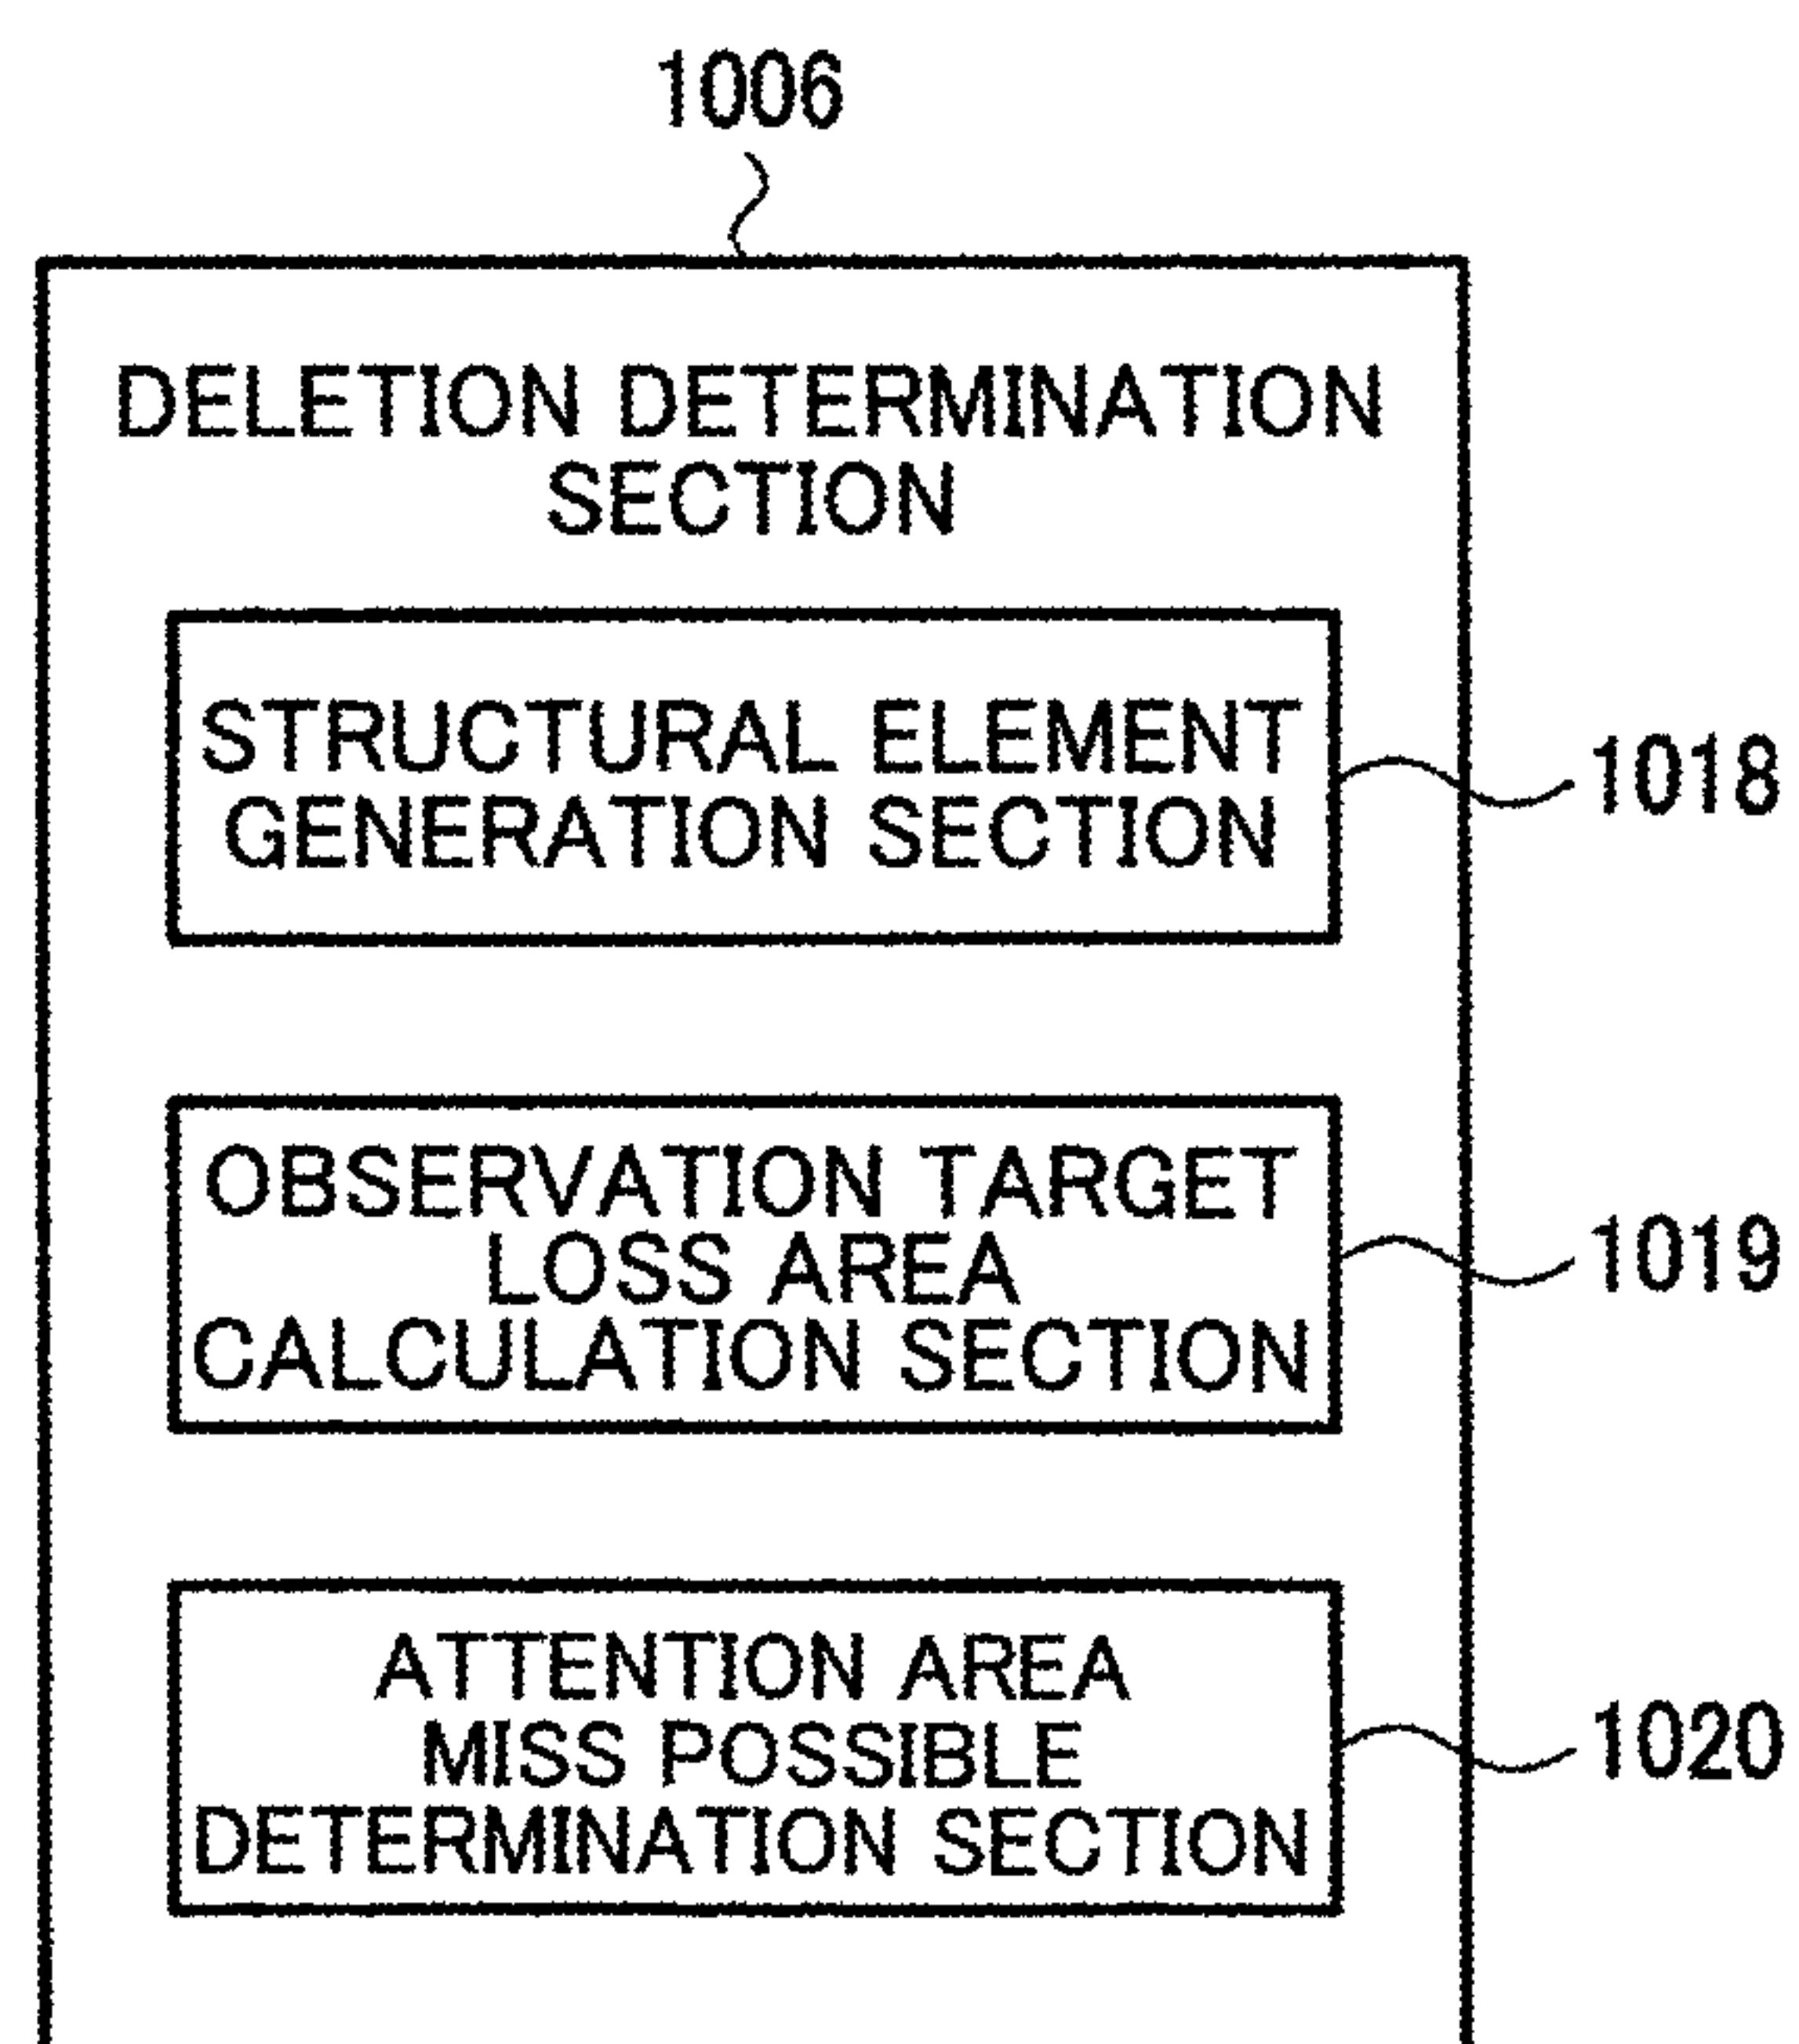 1006
DELETION DETERMINATION
SECTION
STRUCTURAL ELEMENT
GENERATION SECTION
1018
OBSERVATION TARGET
LOSS AREA
CALCULATION SECTION
1019
ATTENTION AREA
MISS POSSIBLE
DETERMINATION SECTION
1020